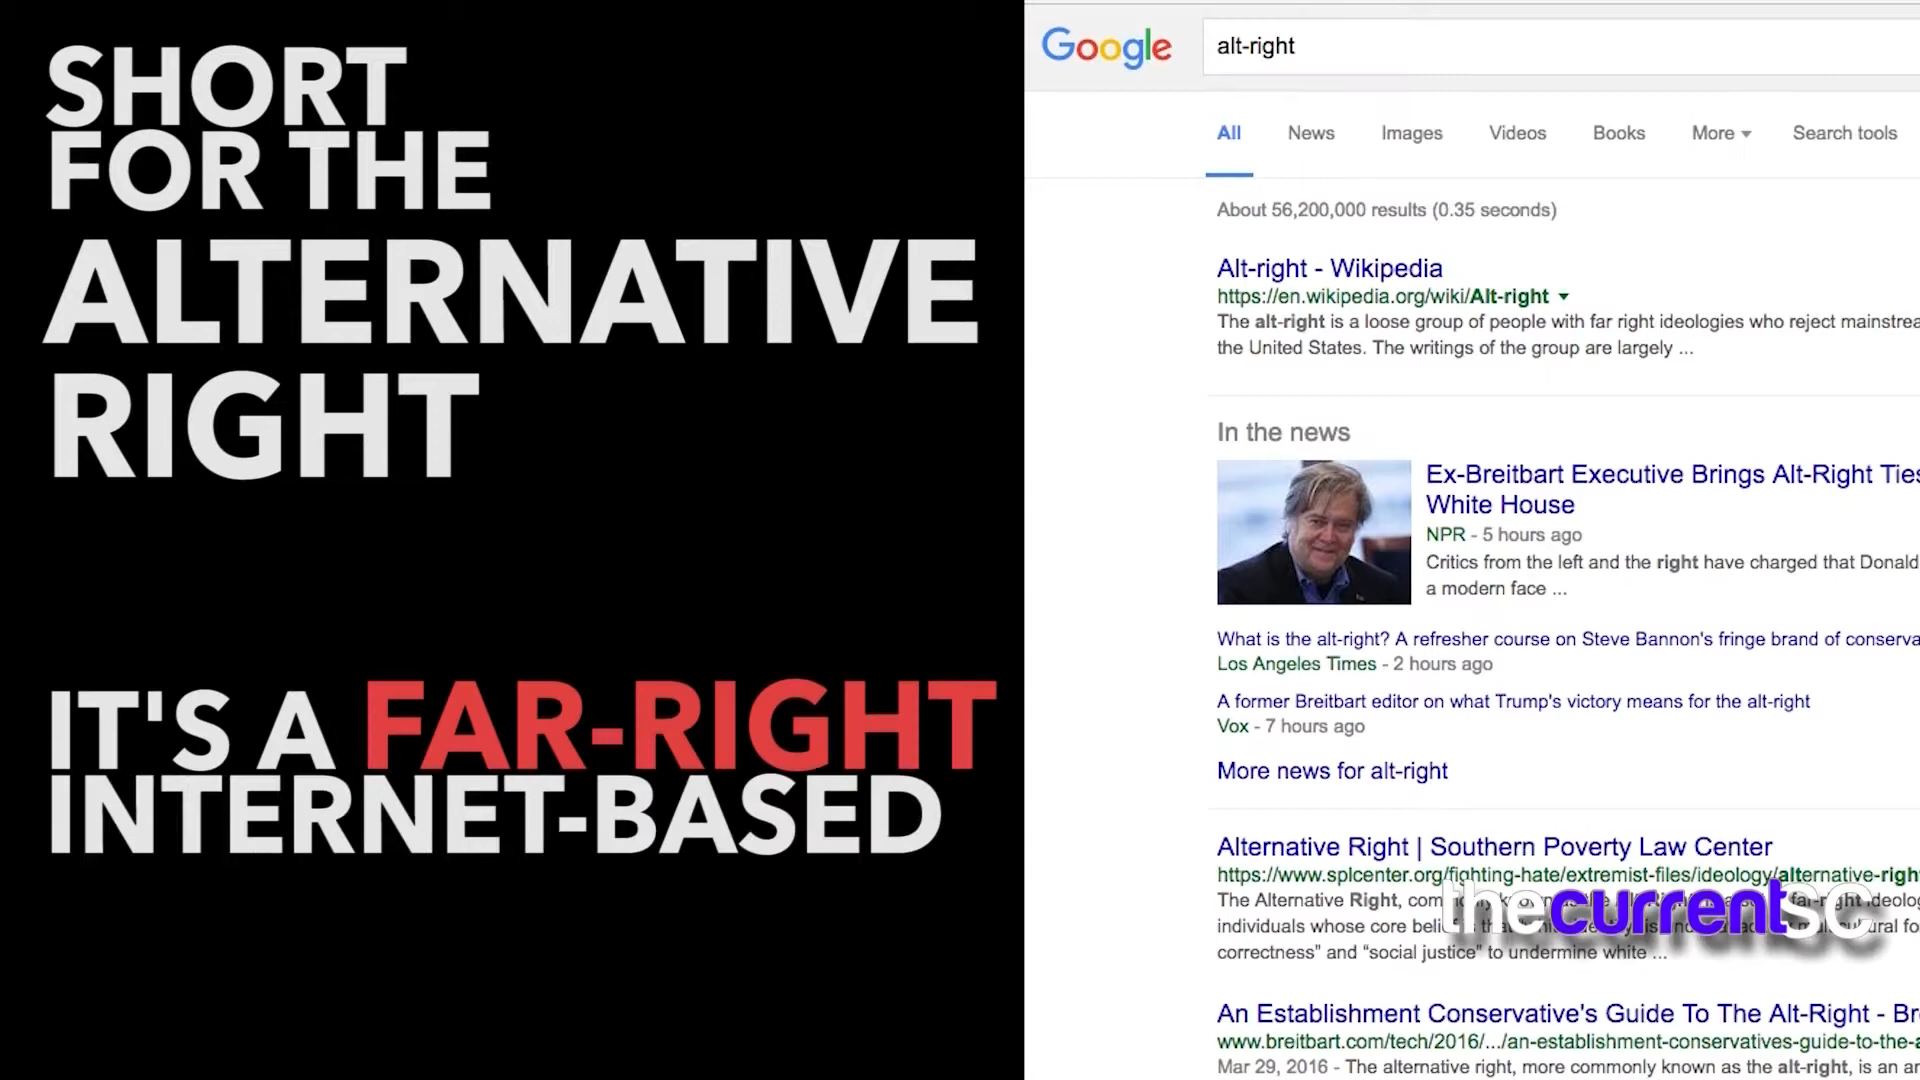 SHORT
FOR THE
ALTERNATIVE
RIGHT
IT'S A FAR-RIGHT
INTERNET-BASED
Google
alt-right
All News Images Videos Books More Search tools
About 56,200,000 results (0.35 seconds)
Alt-right - Wikipedia
https://en.wikipedia.org/wiki/Alt-right
The alt-right is a loose group of people with far right ideologies who reject mainstrea
the United States. The writings of the group are largely ...
In the news
Ex-Breitbart Executive Brings Alt-Right Ties
White House
NPR - 5 hours ago
Critics from the left and the right have charged that Donald
a modern face ...
What is the alt-right? A refresher course on Steve Bannon's fringe brand of conserva
Los Angeles Times - 2 hours ago
A former Breitbart editor on what Trump's victory means for the alt-right
Vox - 7 hours ago
More news for alt-right
Alternative Right | Southern Poverty Law Center
https://www.splcenter.org/fighting-hate/extremist-files/ideology/alternative-right
The Alternative Right, far-right ideolog
individuals whose core
correctness" and "social justice" to undermine white ...
thecurrentSC
An Establishment Conservative's Guide To The Alt-Right - Br
www.breitbart.com/tech/2016/.../an-establishment-conservatives-guide-to-the-a
Mar 29, 2016 - The alternative right, more commonly known as the alt-right, is an